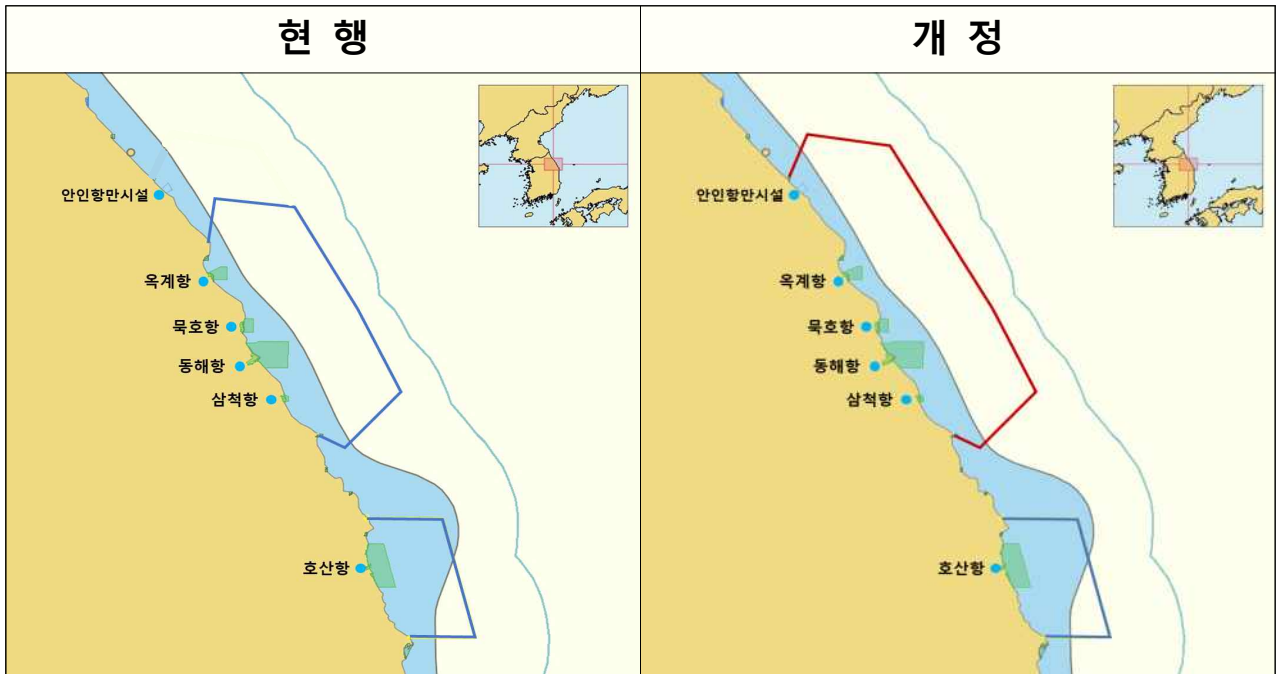 현 행
개 정
안인항만시설
옥계항
묵호항
동해항
삼척항
호산항
안인항만시설
옥계항
묵호항
동해항
삼척항
호산항